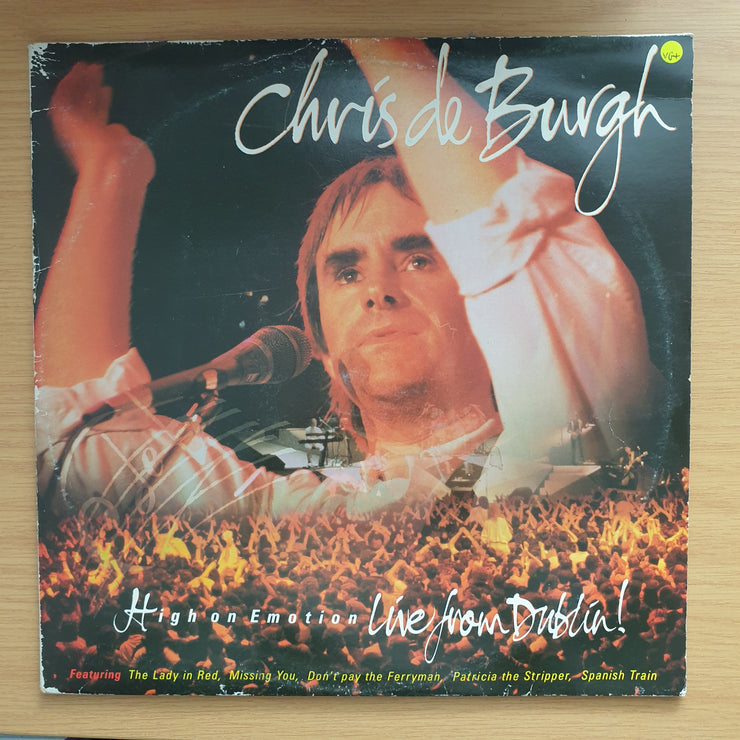 VG+
Chris de Burgh
High on Emotion Live from Dublin!
Featuring The Lady in Red, Missing You, Don't pay the Ferryman, Patricia the Stripper, Spanish Train